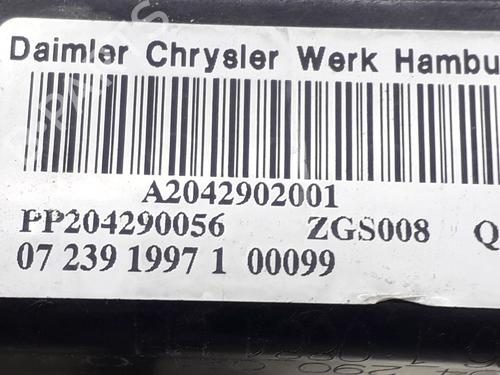 Daimler Chrysler Werk Hambu
A2042902001
PP204290056 ZGS008 Q
07 239 1997 1 00099